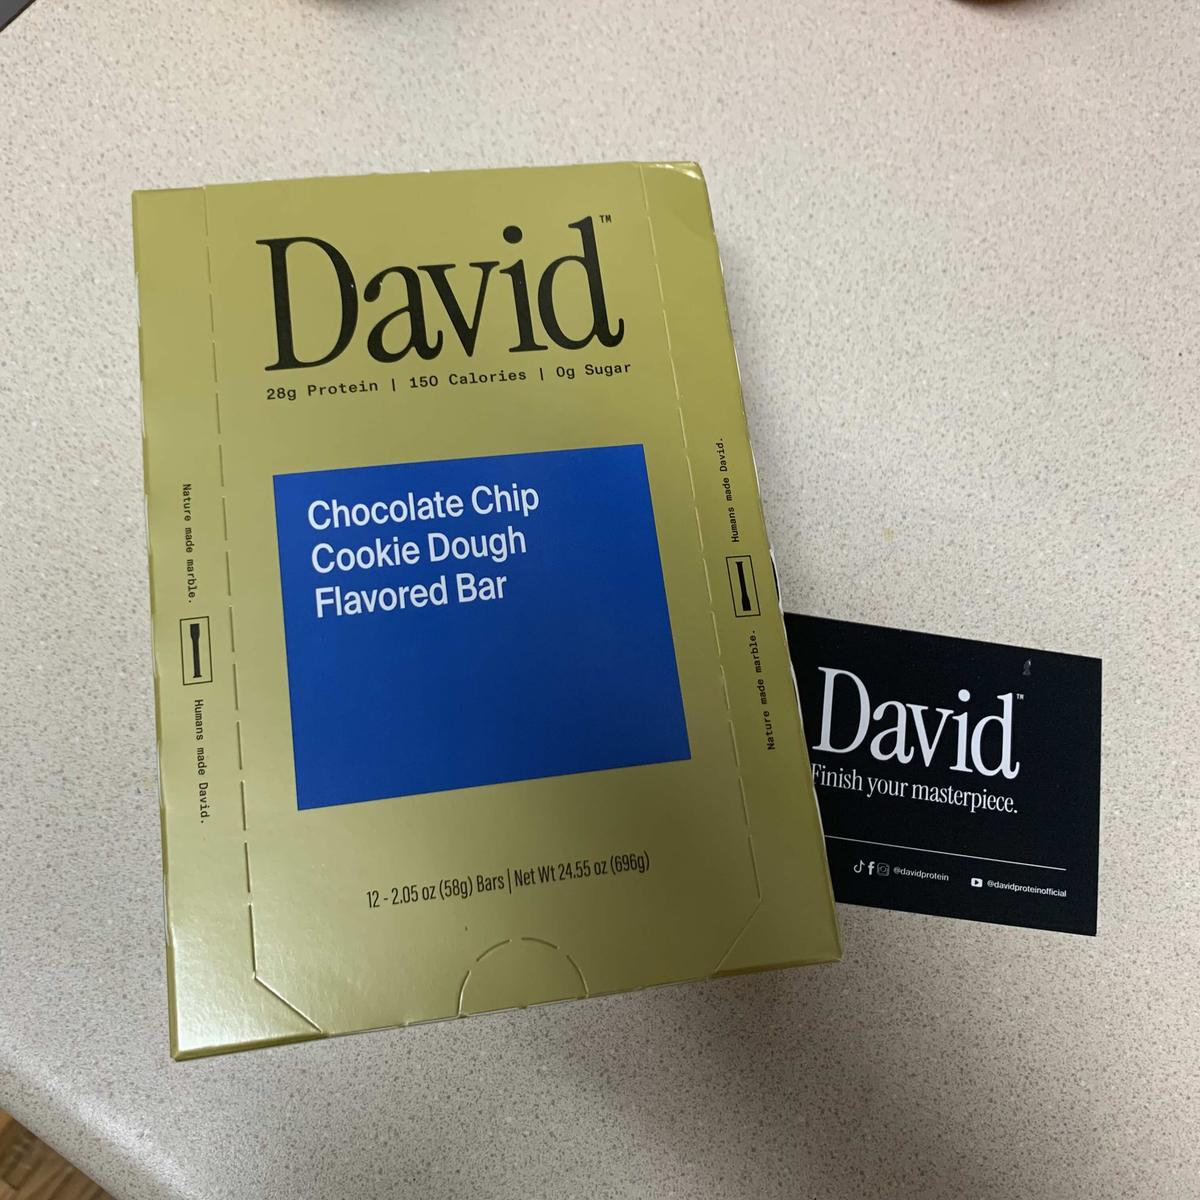 David™
28g Protein | 150 Calories | 0g Sugar
Chocolate Chip
Cookie Dough
Flavored Bar
12 - 2.05 oz (58g) Bars | Net Wt 24.55 oz (696g)
Nature made marble.
Humans made David.
Humans made David.
Nature made marble.
David™
Finish your masterpiece.
@davidprotein
@davidproteinofficial